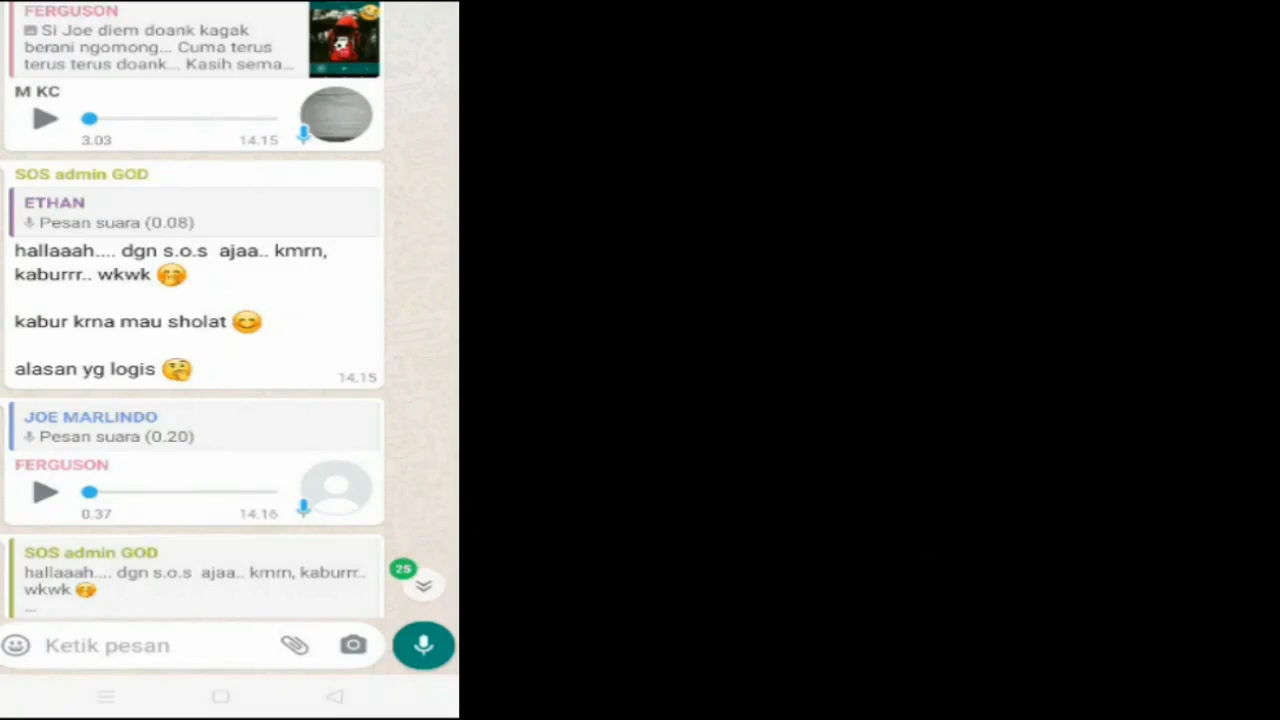 FERGUSON
Si Joe diem doank kagak
berani ngomong... Cuma terus
terus terus doank... Kasih sema...
M KC
3.03 14.15
SOS admin GOD
ETHAN
Pesan suara (0.08)
hallaaah.... dgn s.o.s ajaa.. kmrn,
kaburrr.. wkwk 🤭
kabur krna mau sholat 😊
alasan yg logis 🤔
14.15
JOE MARLINDO
Pesan suara (0.20)
FERGUSON
0.37 14.16
SOS admin GOD
hallaaah.... dgn s.o.s ajaa.. kmrn, kaburrr..
wkwk 🤭
...
25
Ketik pesan